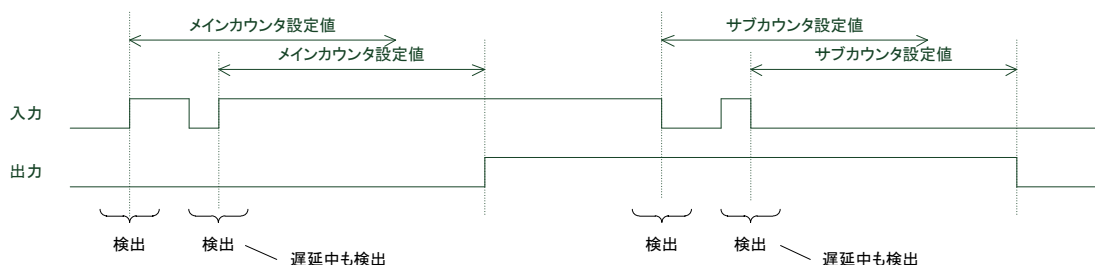 メインカウンタ設定値
サブカウンタ設定値
メインカウンタ設定値
サブカウンタ設定値
入力
出力
検出
検出
検出
検出
遅延中も検出
遅延中も検出